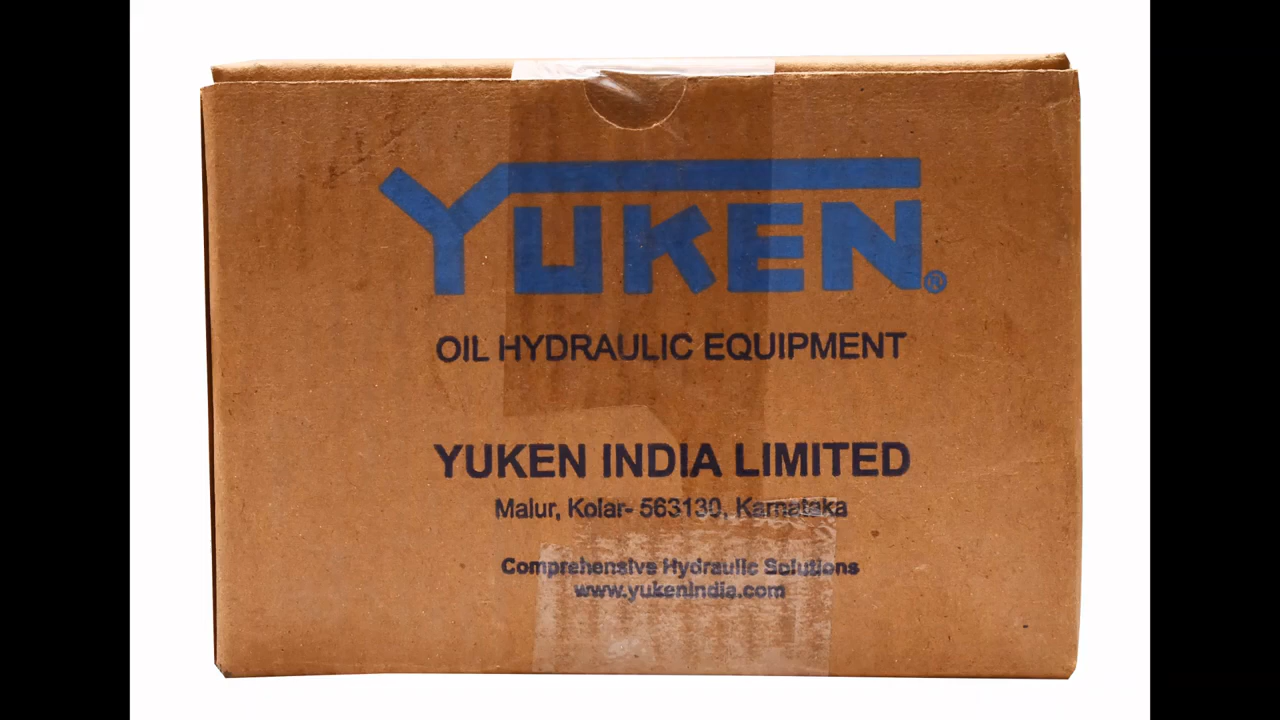 YUKEN®
OIL HYDRAULIC EQUIPMENT
YUKEN INDIA LIMITED
Malur, Kolar- 563130, Karnataka
Comprehensive Hydraulic Solutions
www.yukenindia.com